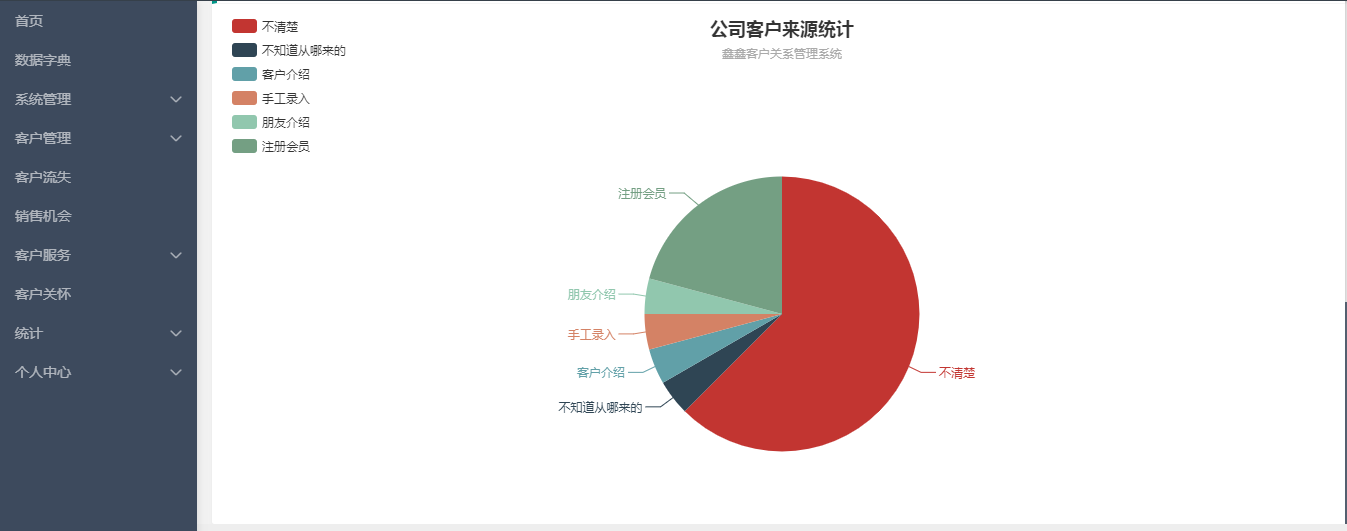 首页
数据字典
系统管理
客户管理
客户流失
销售机会
客户服务
客户关怀
统计
个人中心
不清楚
不知道从哪来的
客户介绍
手工录入
朋友介绍
注册会员
公司客户来源统计
鑫鑫客户关系管理系统
注册会员
朋友介绍
手工录入
客户介绍
不知道从哪来的
不清楚